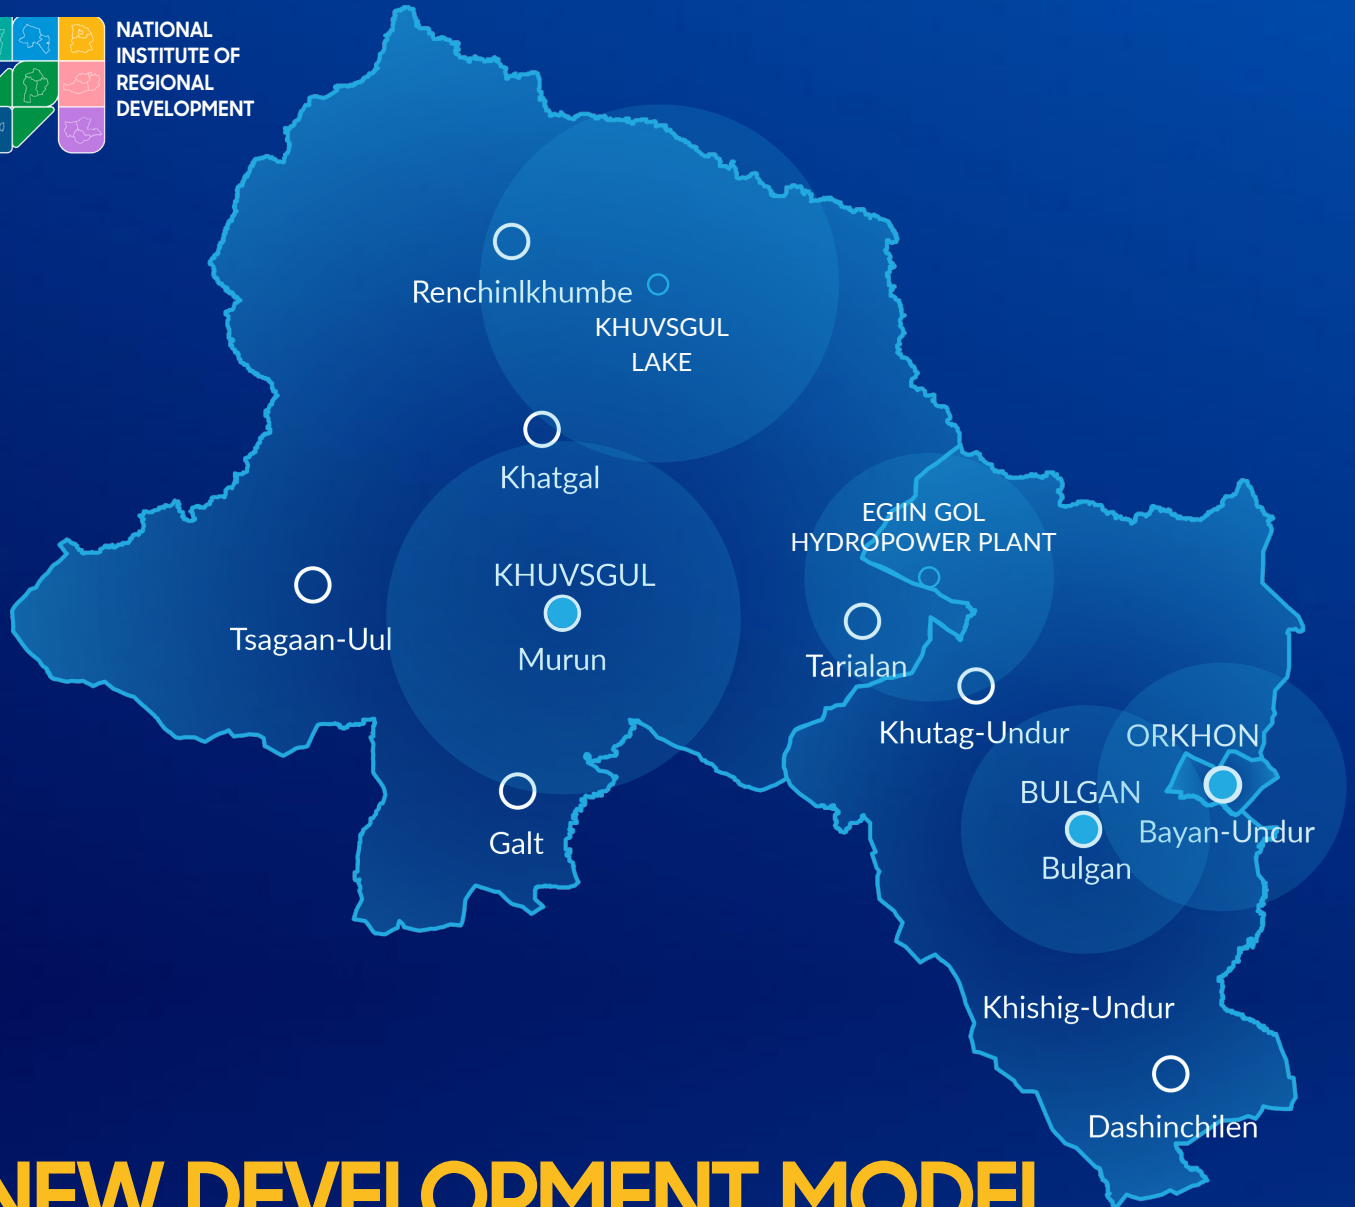 NATIONAL
INSTITUTE OF
REGIONAL
DEVELOPMENT
Renchinlkhumbe
KHUVSGUL
LAKE
Khatgal
EGIIN GOL
HYDROPOWER PLANT
KHUVSGUL
Murun
Tsagaan-Uul
Tarialan
Khutag-Undur
ORKHON
BULGAN
Bayan-Undur
Galt
Bulgan
Khishig-Undur
Dashinchilen
NEW DEVELOPMENT MODEL